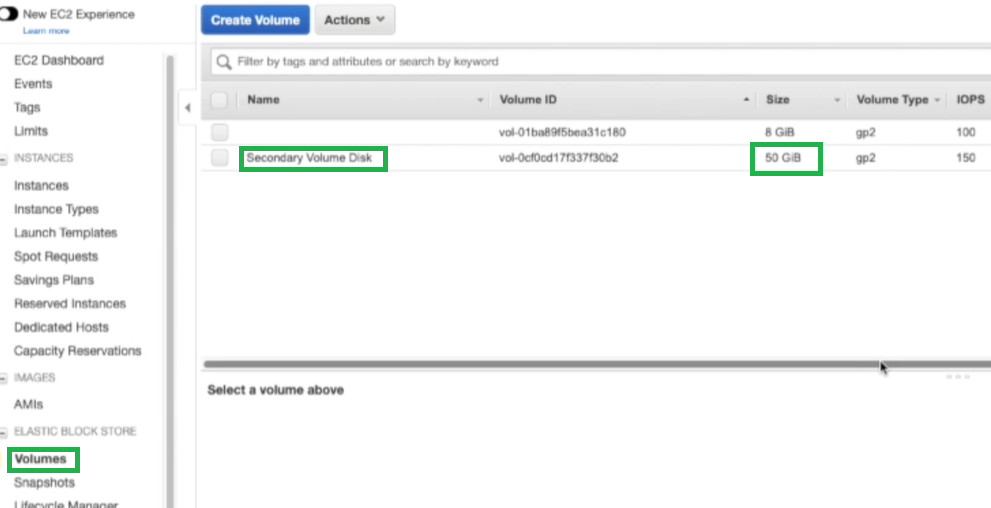 New EC2 Experience
Learn more
EC2 Dashboard
Events
Tags
Limits
INSTANCES
Instances
Instance Types
Launch Templates
Spot Requests
Savings Plans
Reserved Instances
Dedicated Hosts
Capacity Reservations
IMAGES
AMIs
ELASTIC BLOCK STORE
Volumes
Snapshots
Lifecycle Manager
Create Volume Actions
Filter by tags and attributes or search by keyword
Name Volume ID Size Volume Type IOPS
vol-01ba89f5bea31c180 8 GiB gp2 100
Secondary Volume Disk vol-0cf0cd17f337f30b2 50 GiB gp2 150
Select a volume above